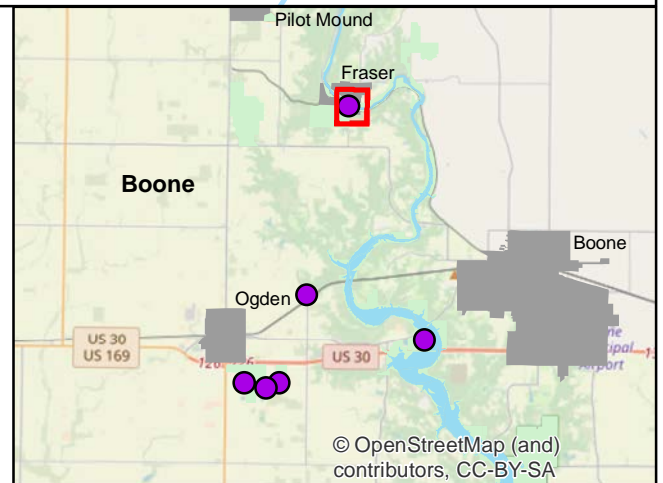 Pilot Mound
Fraser
Boone
Boone
Ogden
US 30
US 169
US 30
© OpenStreetMap (and)
contributors, CC-BY-SA